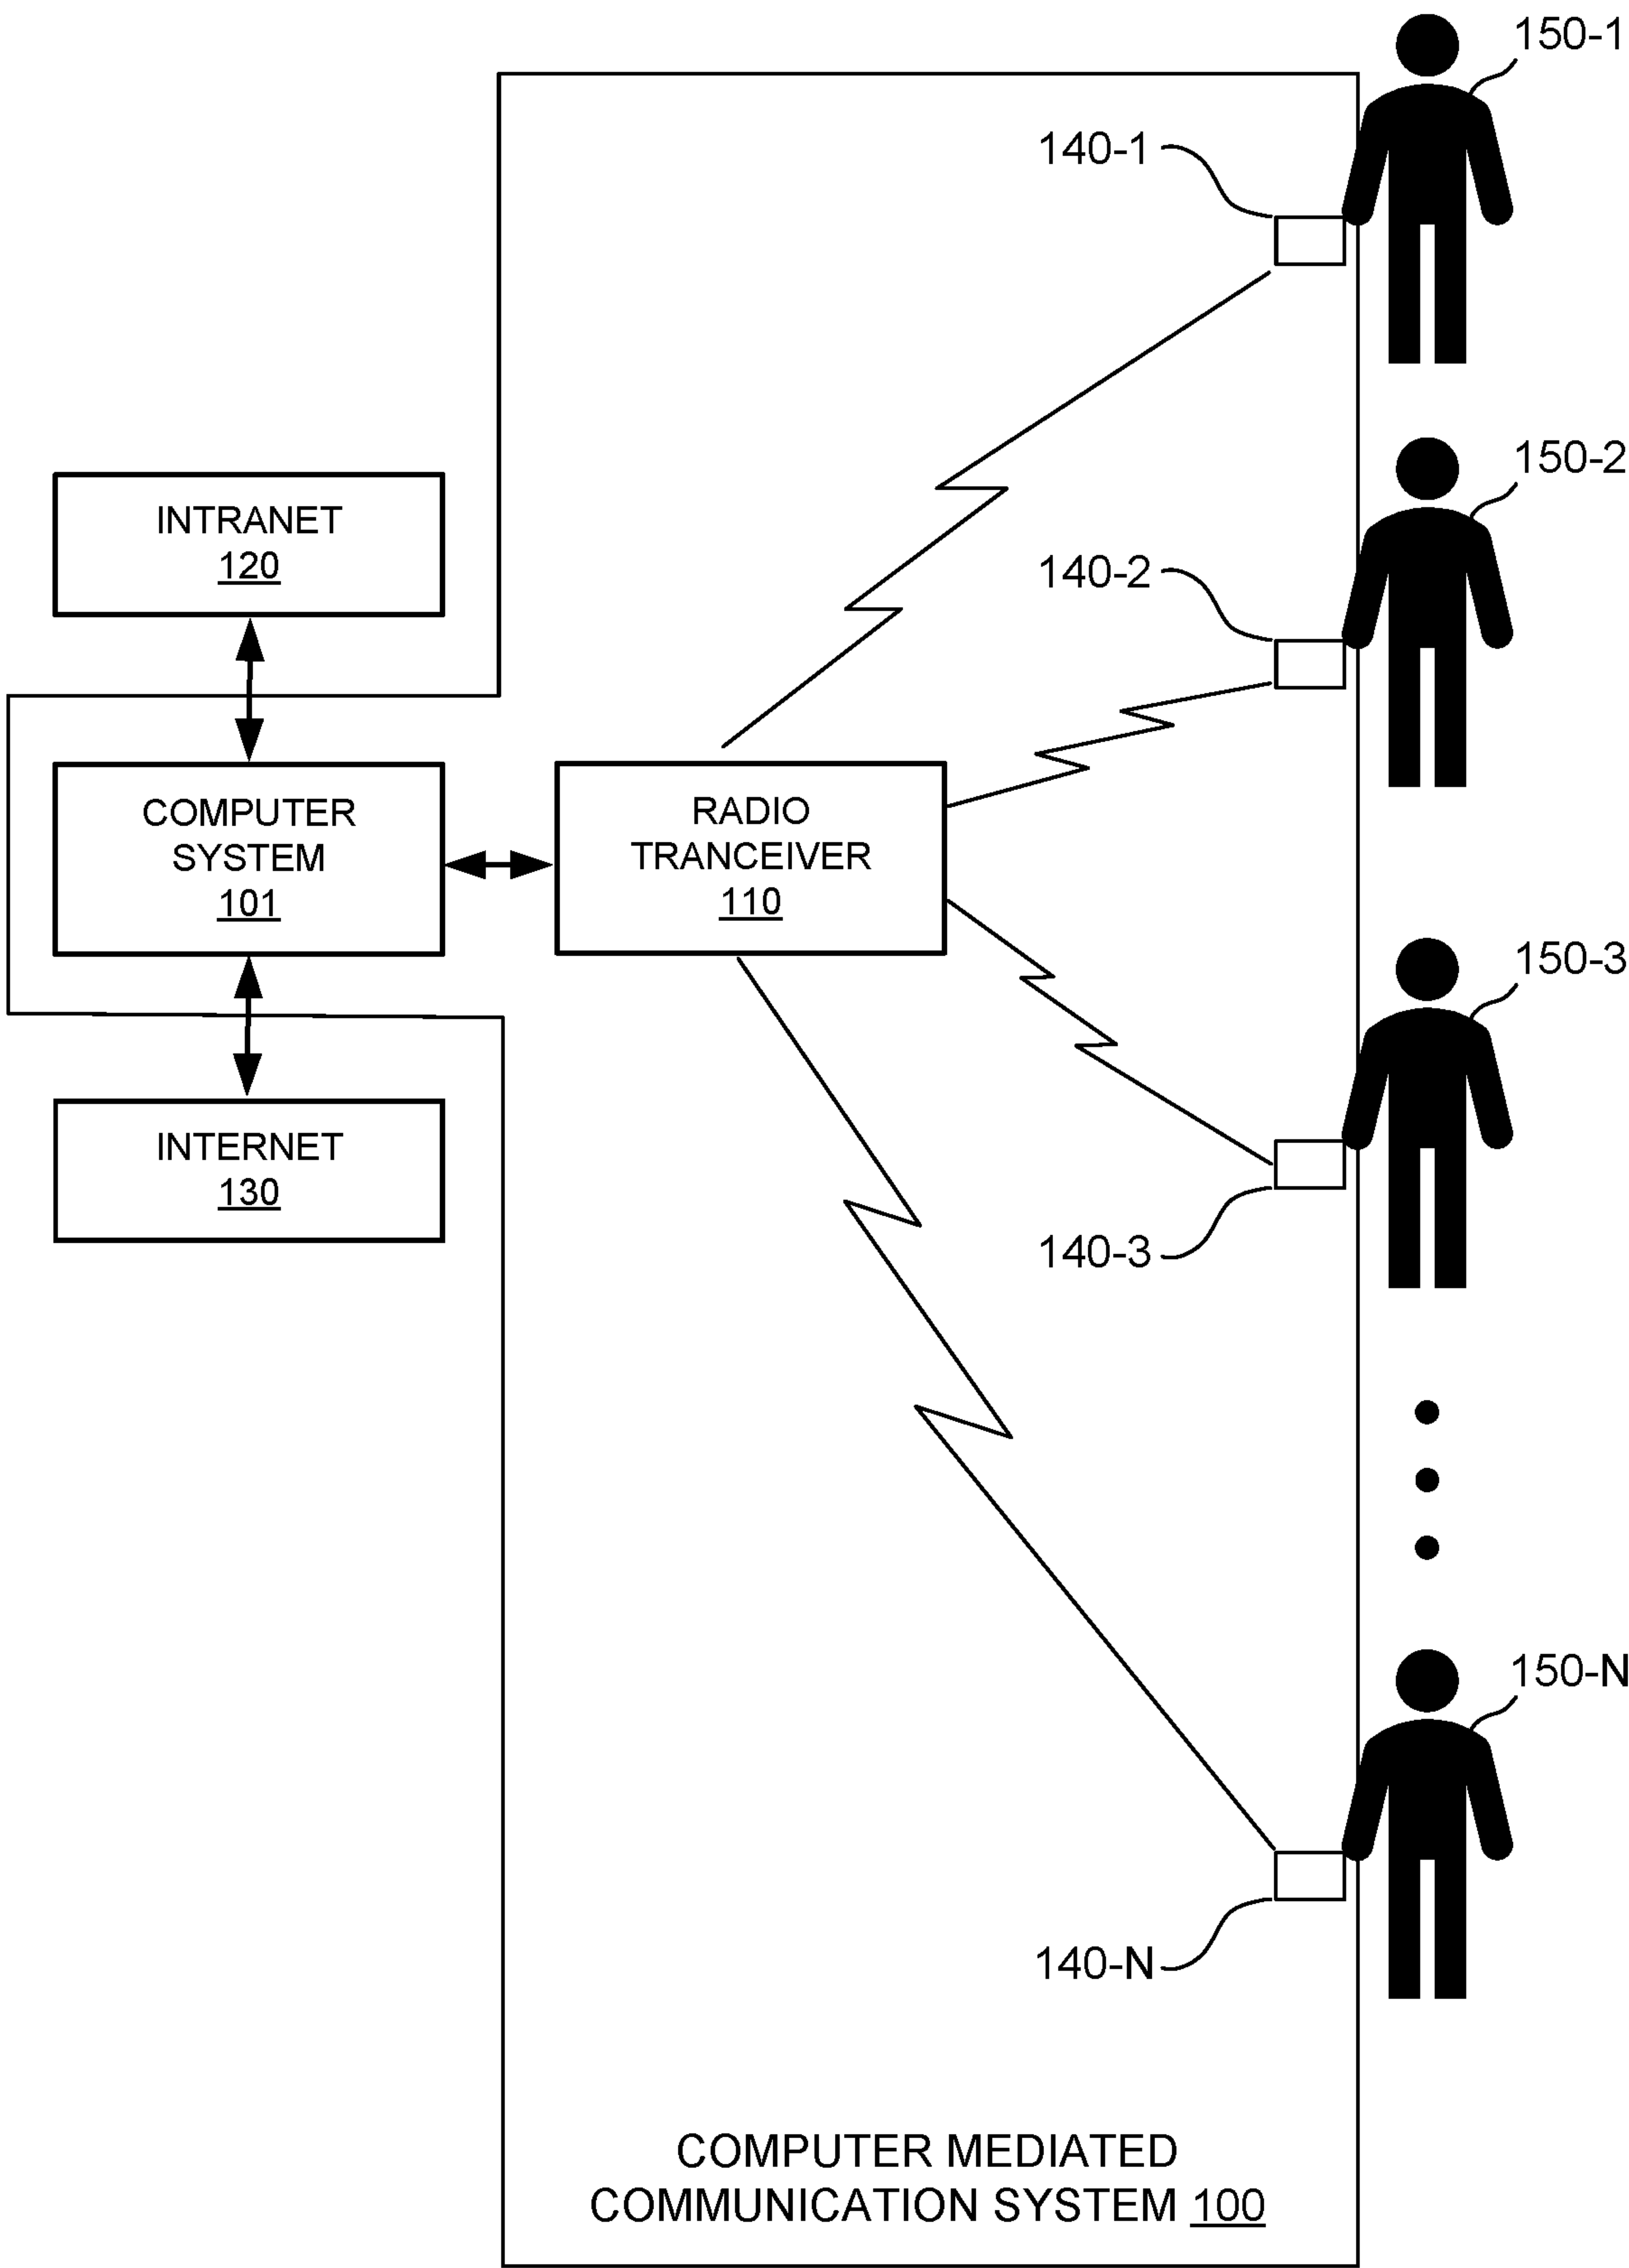 150-1
140-1
150-2
INTRANET
120
140-2
COMPUTER
SYSTEM
101
RADIO
TRANCEIVER
110
150-3
INTERNET
130
140-3
150-N
140-N
COMPUTER MEDIATED
COMMUNICATION SYSTEM 100